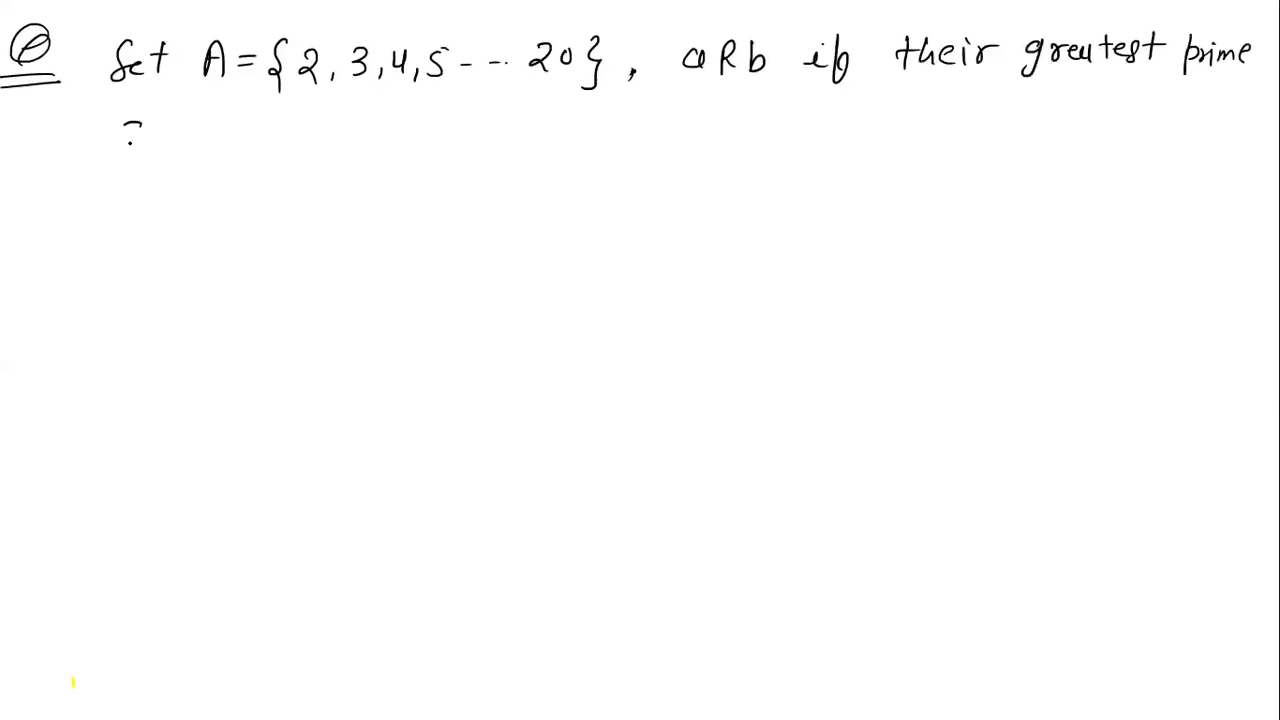 Q Set A = {2, 3, 4, 5 - - - 20}, aRb if their greatest prime